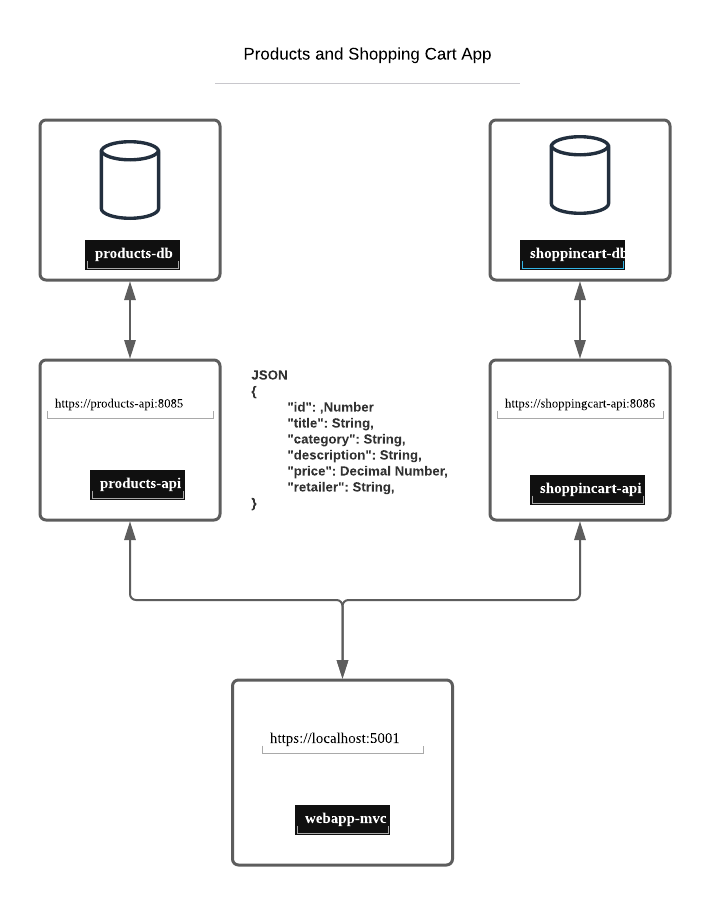 Products and Shopping Cart App
products-db
shoppincart-db
https://products-api:8085
products-api
JSON
{
"id": ,Number
"title": String,
"category": String,
"description": String,
"price": Decimal Number,
"retailer": String,
}
https://shoppingcart-api:8086
shoppincart-api
https://localhost:5001
webapp-mvc